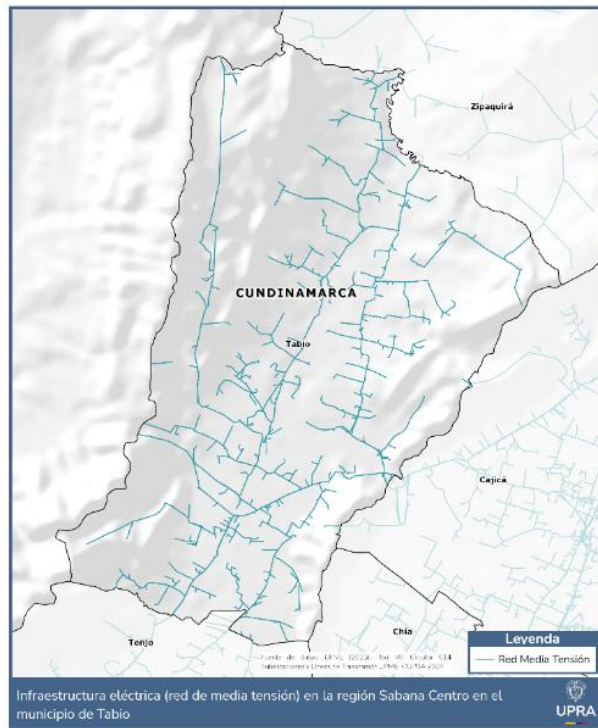 Zipaquirá
CUNDINAMARCA
Tabio
Cajicá
Chía
Tenjo
Leyenda
Red Media Tensión
Infraestructura eléctrica (red de media tensión) en la región Sabana Centro en el
municipio de Tabio
UPRA